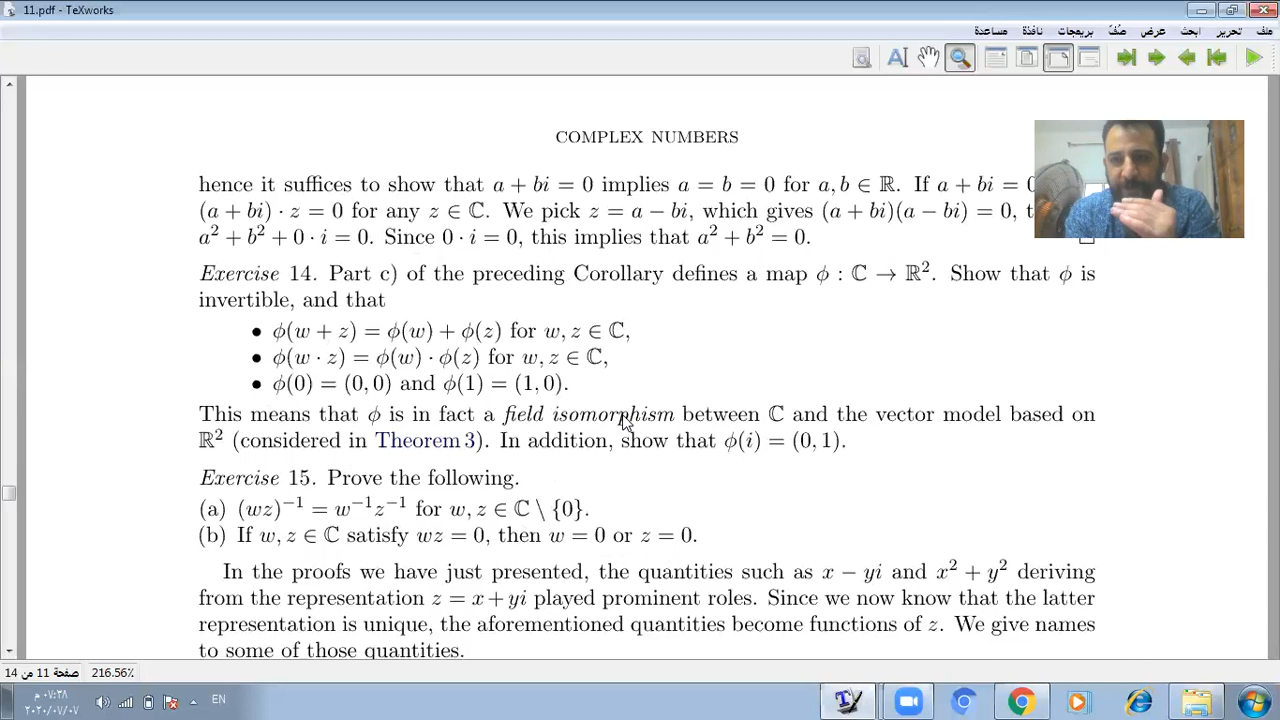 11.pdf - TeXworks
ملف تحرير ابحث عرض صُفّ بريمجات نافذة مساعدة
COMPLEX NUMBERS
hence it suffices to show that a + bi = 0 implies a = b = 0 for a, b ∈ ℝ. If a + bi = 0
(a + bi) · z = 0 for any z ∈ ℂ. We pick z = a − bi, which gives (a + bi)(a − bi) = 0, t
a² + b² + 0 · i = 0. Since 0 · i = 0, this implies that a² + b² = 0.
Exercise 14. Part c) of the preceding Corollary defines a map ϕ : ℂ → ℝ². Show that ϕ is
invertible, and that
• ϕ(w + z) = ϕ(w) + ϕ(z) for w, z ∈ ℂ,
• ϕ(w · z) = ϕ(w) · ϕ(z) for w, z ∈ ℂ,
• ϕ(0) = (0, 0) and ϕ(1) = (1, 0).
This means that ϕ is in fact a field isomorphism between ℂ and the vector model based on
ℝ² (considered in Theorem 3). In addition, show that ϕ(i) = (0, 1).
Exercise 15. Prove the following.
(a) (wz)⁻¹ = w⁻¹z⁻¹ for w, z ∈ ℂ \ {0}.
(b) If w, z ∈ ℂ satisfy wz = 0, then w = 0 or z = 0.
In the proofs we have just presented, the quantities such as x − yi and x² + y² deriving
from the representation z = x + yi played prominent roles. Since we now know that the latter
representation is unique, the aforementioned quantities become functions of z. We give names
to some of those quantities.
216.56% صفحة 11 من 14
EN
٠٧:٢٨ م
٢٠٢٠/٠٧/٠٧